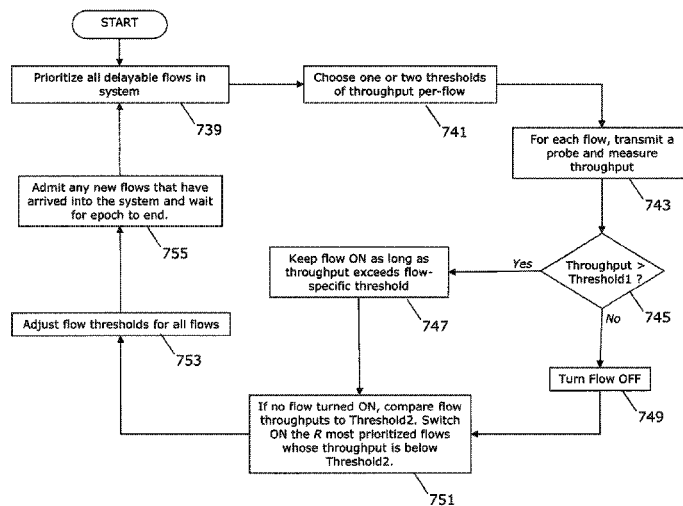 START
Prioritize all delayable flows in
system
739
Choose one or two thresholds
of throughput per-flow
741
For each flow, transmit a
probe and measure
throughput
743
Admit any new flows that have
arrived into the system and wait
for epoch to end.
755
Keep flow ON as long as
throughput exceeds flow-
specific threshold
747
Yes
Throughput >
Threshold1 ?
745
No
Adjust flow thresholds for all flows
753
Turn Flow OFF
749
If no flow turned ON, compare flow
throughputs to Threshold2. Switch
ON the R most prioritized flows
whose throughput is below
Threshold2.
751